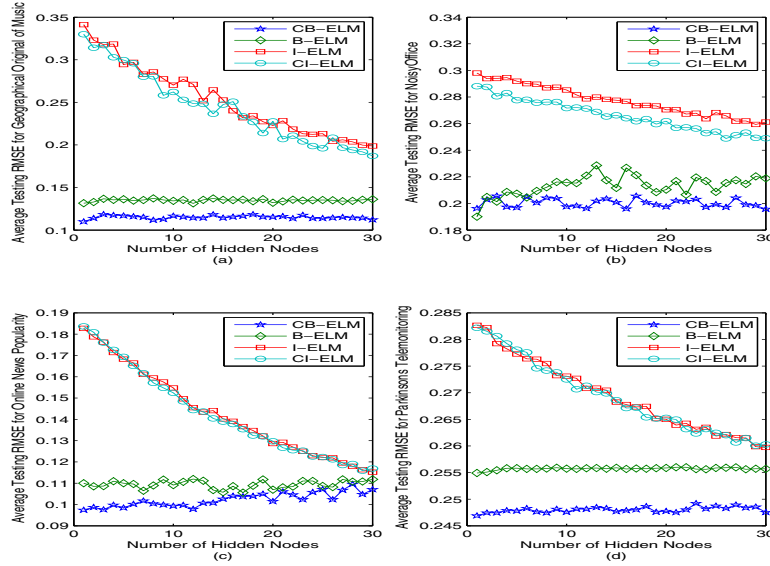 Average Testing RMSE for Geographical Original of Music
0.35
0.3
0.25
0.2
0.15
0.1
0
10
20
30
CB−ELM
B−ELM
I−ELM
CI−ELM
Number of Hidden Nodes
(a)
Average Testing RMSE for NoisyOffice
0.34
0.32
0.3
0.28
0.26
0.24
0.22
0.2
0.18
0
10
20
30
CB−ELM
B−ELM
I−ELM
CI−ELM
Number of Hidden Nodes
(b)
Average Testing RMSE for Online News Popularity
0.19
0.18
0.17
0.16
0.15
0.14
0.13
0.12
0.11
0.1
0.09
0
10
20
30
CB−ELM
B−ELM
I−ELM
CI−ELM
Number of Hidden Nodes
(c)
Average Testing RMSE for Parkinsons Telemonitoring
0.285
0.28
0.275
0.27
0.265
0.26
0.255
0.25
0.245
0
10
20
30
CB−ELM
B−ELM
I−ELM
CI−ELM
Number of Hidden Nodes
(d)